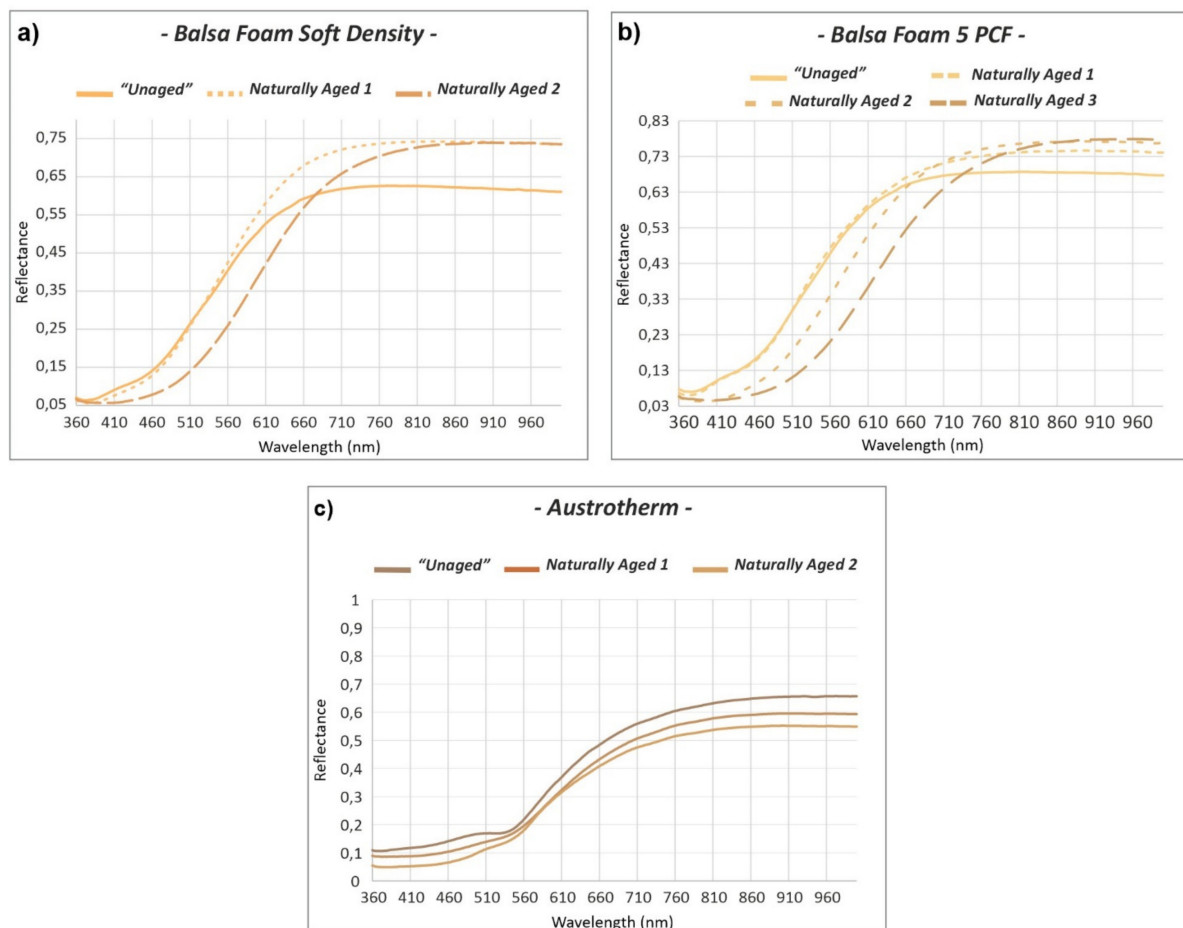 a)
- Balsa Foam Soft Density -
"Unaged" Naturally Aged 1 Naturally Aged 2
0,75
0,65
0,55
0,45
0,35
0,25
0,15
0,05
Reflectance
360 410 460 510 560 610 660 710 760 810 860 910 960
Wavelength (nm)
b)
- Balsa Foam 5 PCF -
"Unaged" Naturally Aged 1
Naturally Aged 2 Naturally Aged 3
0,83
0,73
0,63
0,53
0,43
0,33
0,23
0,13
0,03
Reflectance
360 410 460 510 560 610 660 710 760 810 860 910 960
Wavelength (nm)
c)
- Austrotherm -
"Unaged" Naturally Aged 1 Naturally Aged 2
1
0,9
0,8
0,7
0,6
0,5
0,4
0,3
0,2
0,1
0
Reflectance
360 410 460 510 560 610 660 710 760 810 860 910 960
Wavelength (nm)